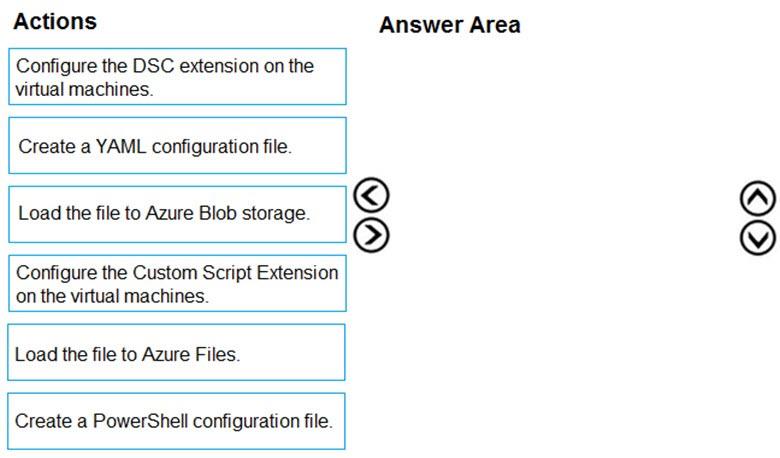 Actions
Answer Area
Configure the DSC extension on the
virtual machines.
Create a YAML configuration file.
Load the file to Azure Blob storage.
Configure the Custom Script Extension
on the virtual machines.
Load the file to Azure Files.
Create a PowerShell configuration file.